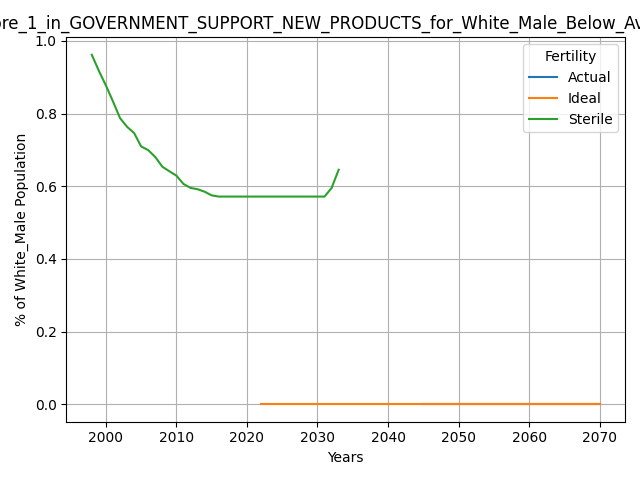 re_1_in_GOVERNMENT_SUPPORT_NEW_PRODUCTS_for_White_Male_Below_Av
Fertility
Actual
Ideal
Sterile
% of White_Male Population
1.0
0.8
0.6
0.4
0.2
0.0
2000 2010 2020 2030 2040 2050 2060 2070
Years